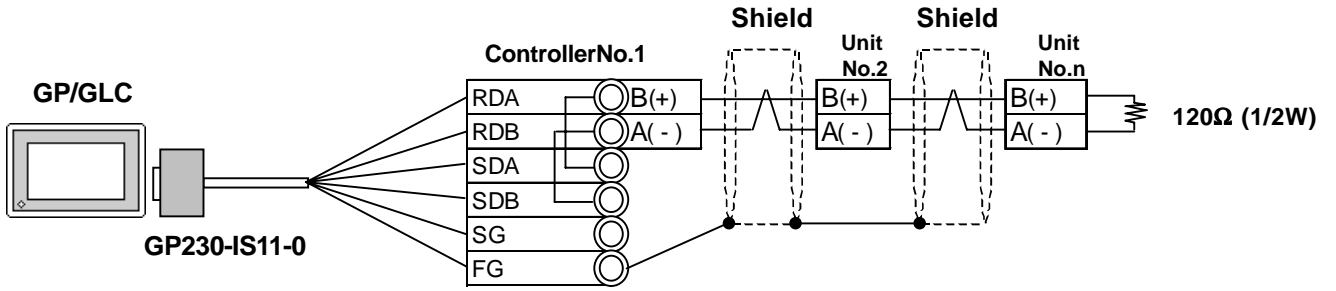 Shield Shield
ControllerNo.1
Unit
No.2
Unit
No.n
GP/GLC
RDA B(+) B(+) B(+)
RDB A( - ) A( - ) A( - )
120Ω (1/2W)
SDA
SDB
SG
FG
GP230-IS11-0